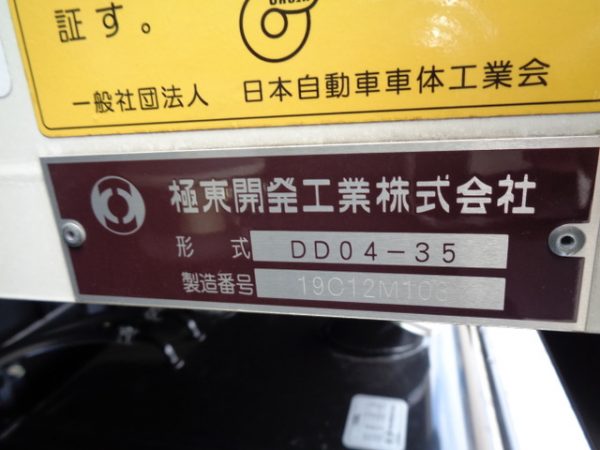 証す。
一般社団法人 日本自動車車体工業会
極東開発工業株式会社
形式 DD04-35
製造番号